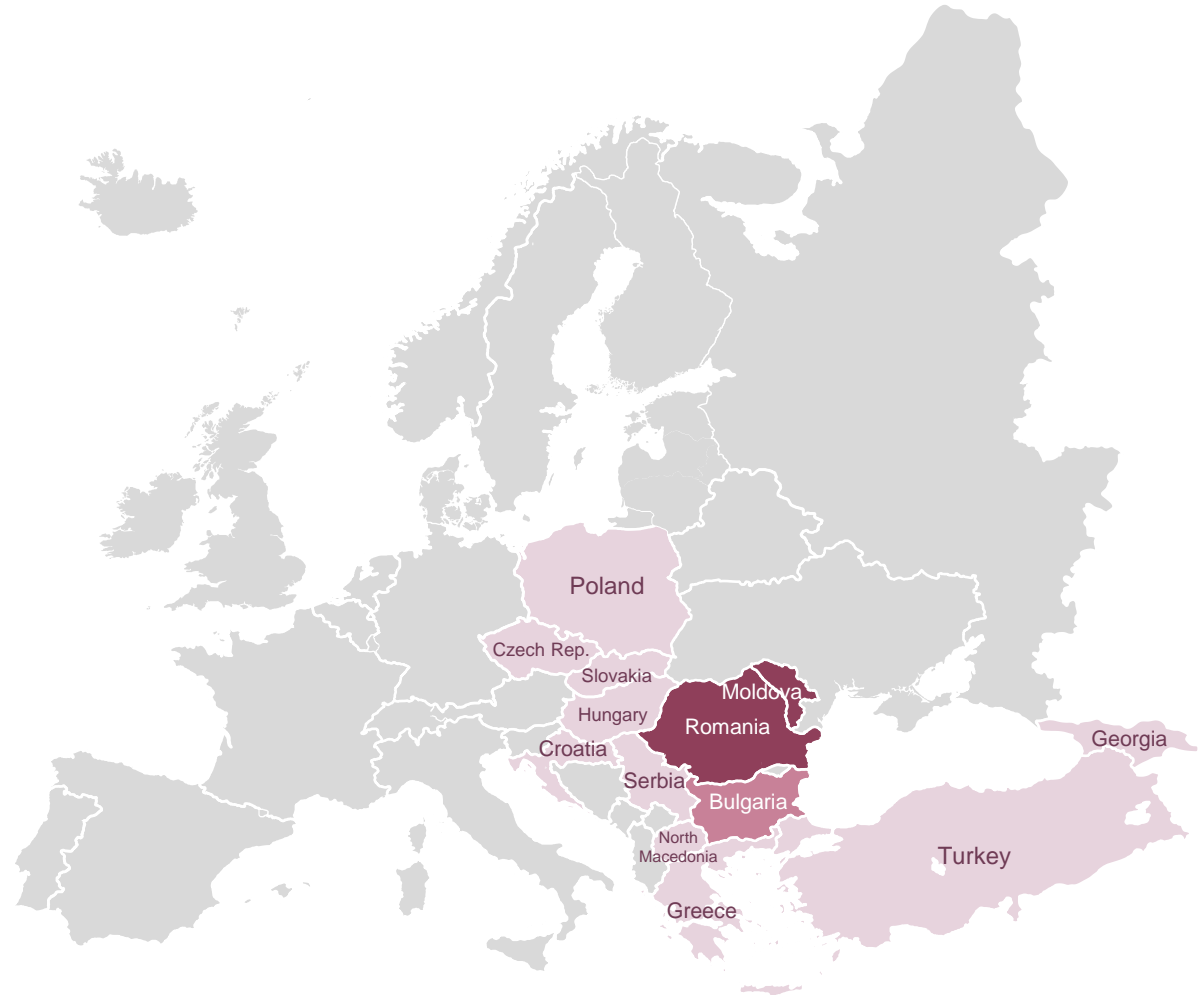 Poland
Czech Rep.
Slovakia
Hungary
Moldova
Romania
Croatia
Georgia
Serbia
Bulgaria
North
Macedonia
Turkey
Greece